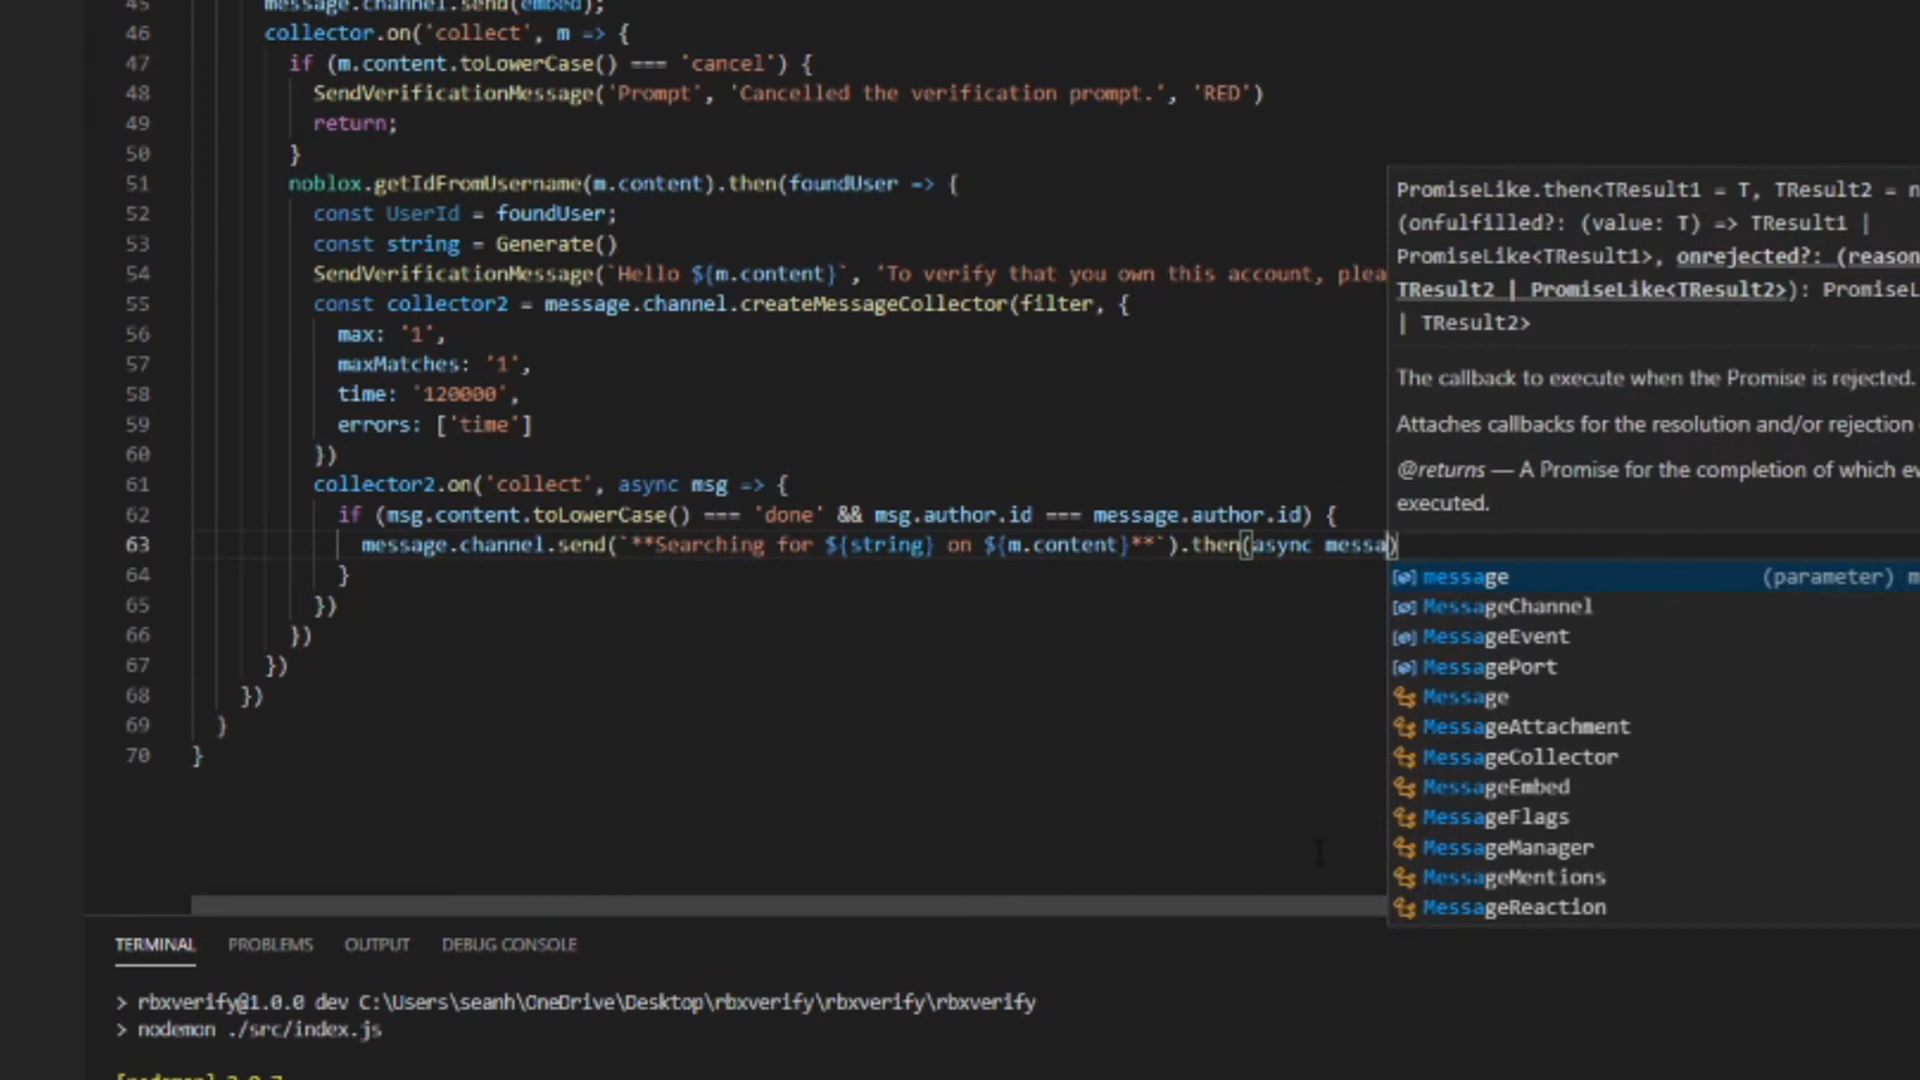 45 message.channel.send(embed);
46 collector.on('collect', m => {
47 if (m.content.toLowerCase() === 'cancel') {
48 SendVerificationMessage('Prompt', 'Cancelled the verification prompt.', 'RED')
49 return;
50 }
51 noblox.getIdFromUsername(m.content).then(foundUser => {
52 const UserId = foundUser;
53 const string = Generate()
54 SendVerificationMessage(`Hello ${m.content}`, 'To verify that you own this account, plea
55 const collector2 = message.channel.createMessageCollector(filter, {
56 max: '1',
57 maxMatches: '1',
58 time: '120000',
59 errors: ['time']
60 })
61 collector2.on('collect', async msg => {
62 if (msg.content.toLowerCase() === 'done' && msg.author.id === message.author.id) {
63 message.channel.send(`**Searching for ${string} on ${m.content}**`).then(async messa)
64 }
65 })
66 })
67 })
68 })
69 }
70 }
PromiseLike.then<TResult1 = T, TResult2 = n
(onfulfilled?: (value: T) => TResult1 |
PromiseLike<TResult1>, onrejected?: (reason
TResult2 | PromiseLike<TResult2>): PromiseL
| TResult2>
The callback to execute when the Promise is rejected.
Attaches callbacks for the resolution and/or rejection
@returns — A Promise for the completion of which ev
executed.
message (parameter) m
MessageChannel
MessageEvent
MessagePort
Message
MessageAttachment
MessageCollector
MessageEmbed
MessageFlags
MessageManager
MessageMentions
MessageReaction
TERMINAL PROBLEMS OUTPUT DEBUG CONSOLE
> rbxverify@1.0.0 dev C:\Users\seanh\OneDrive\Desktop\rbxverify\rbxverify\rbxverify
> nodemon ./src/index.js